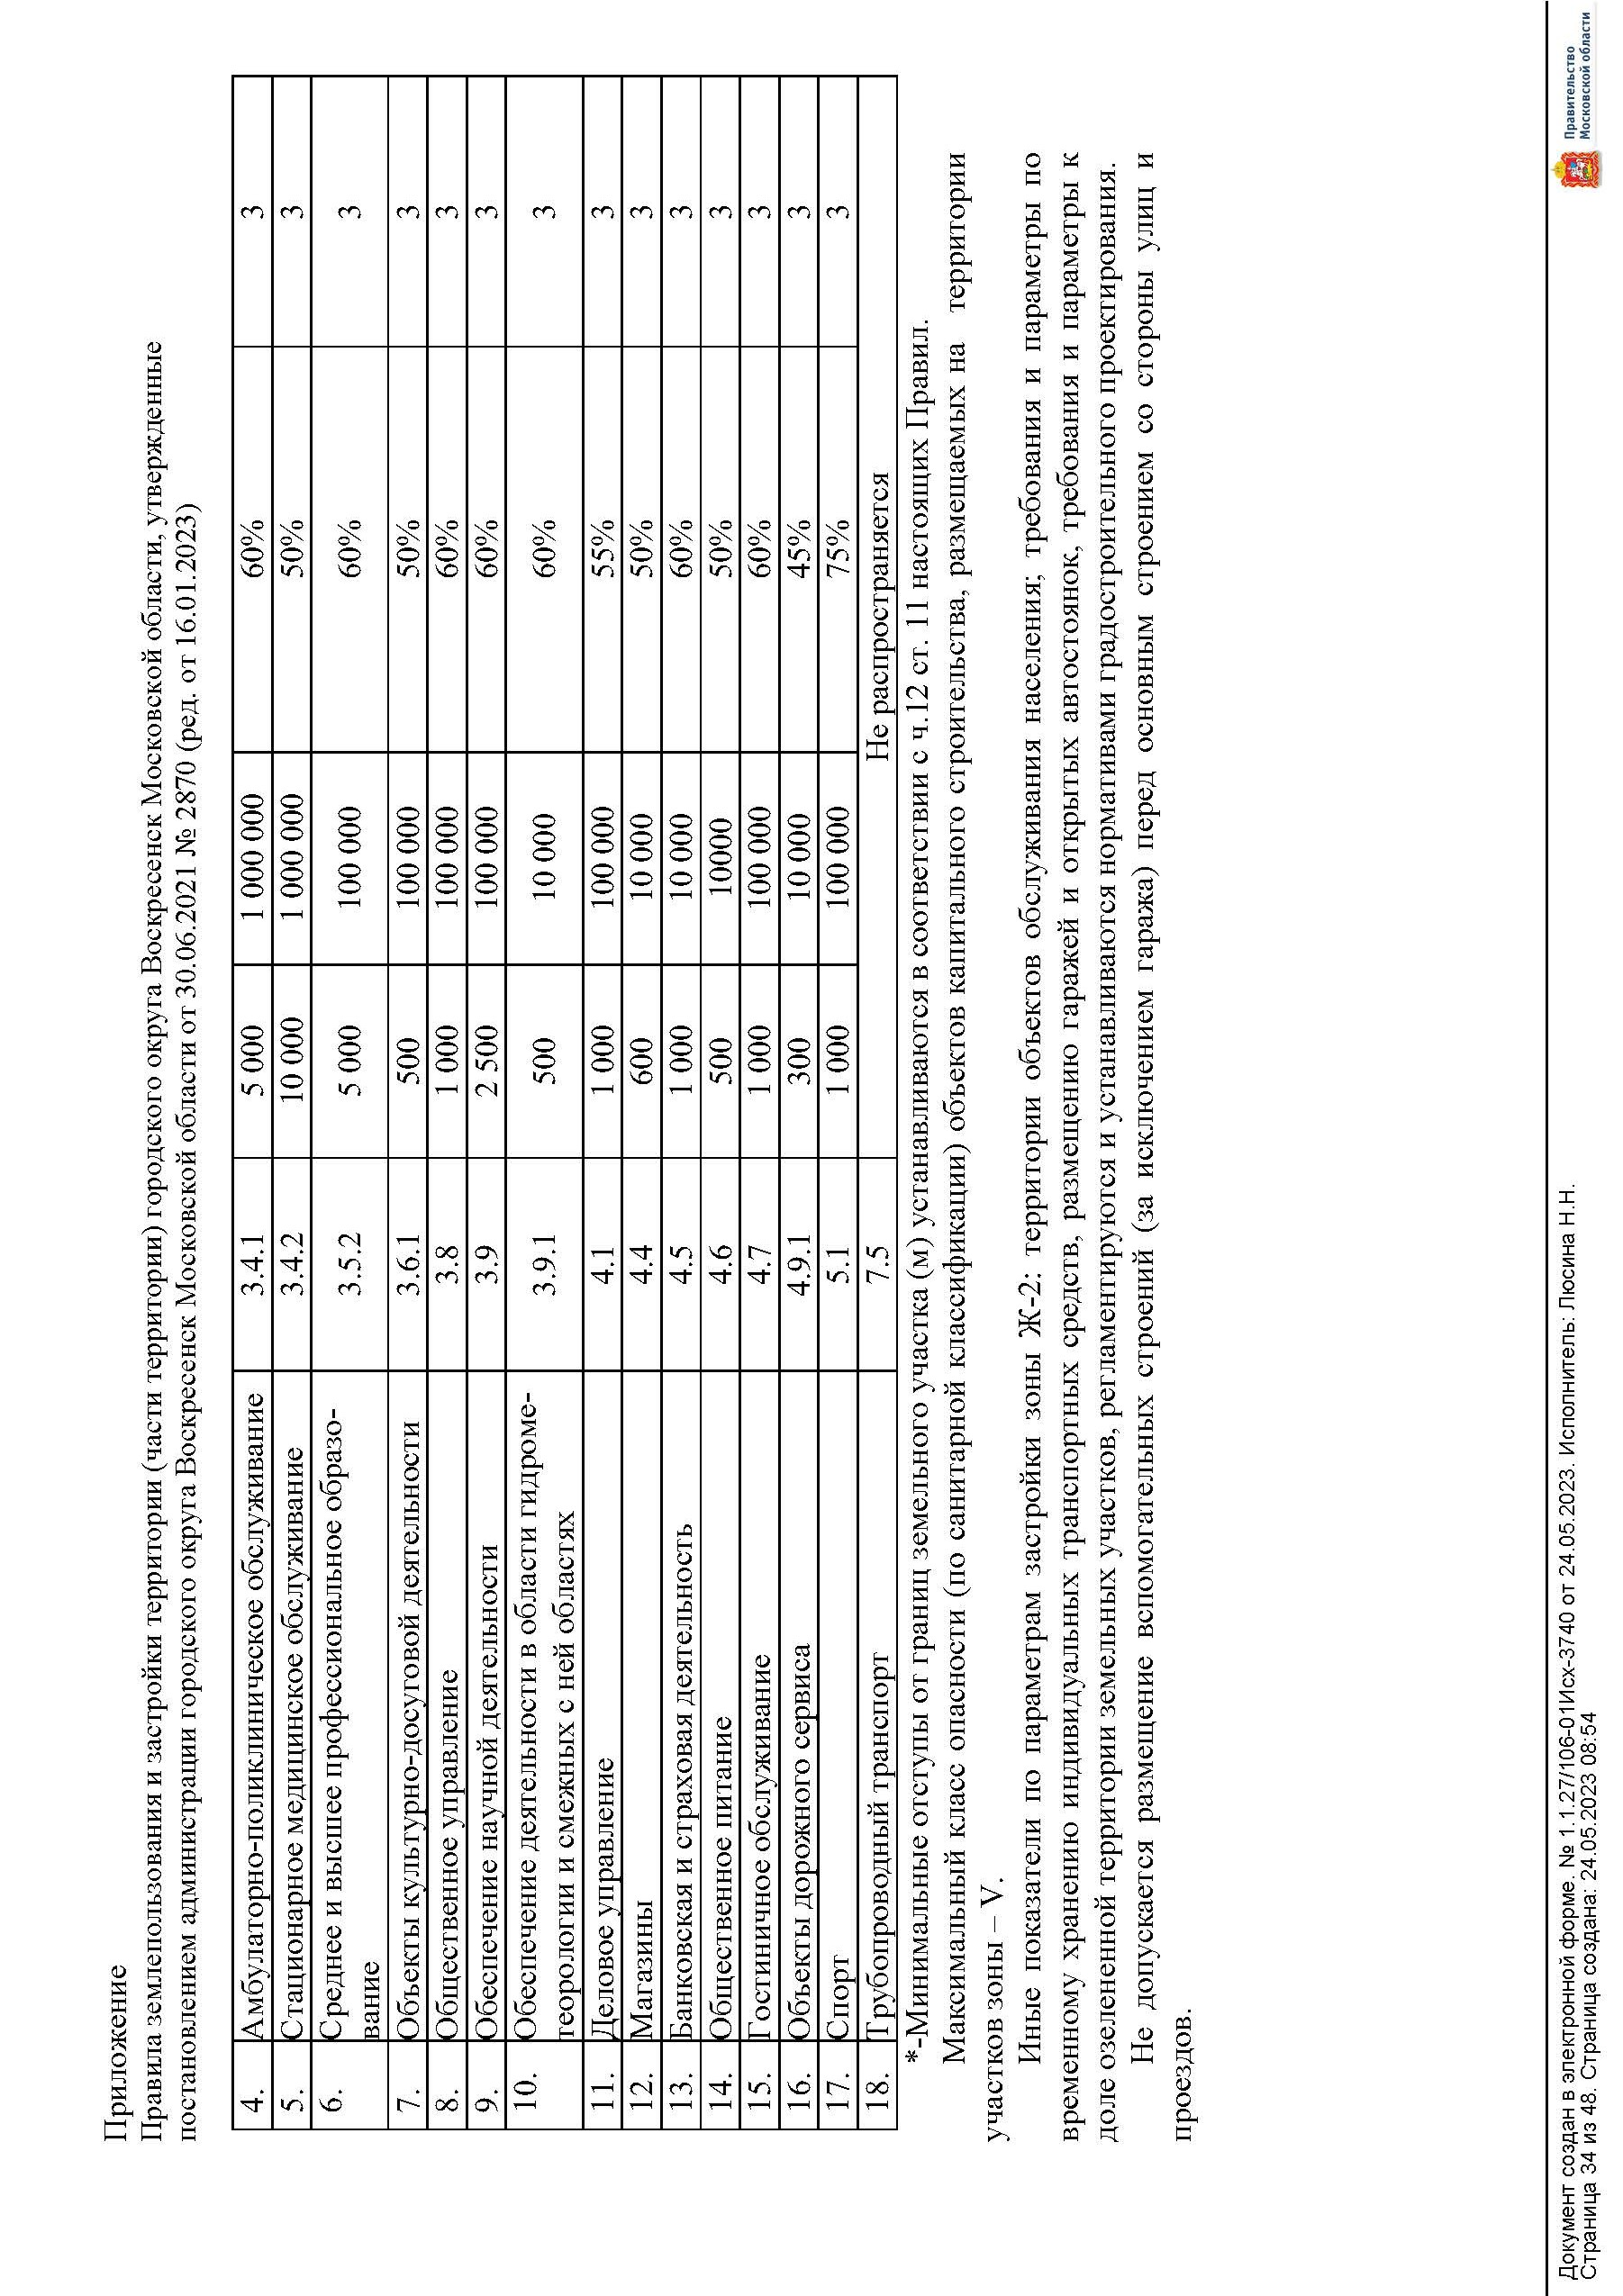 Приложение
Правила землепользования и застройки территории (части территории) городского округа Воскресенск Московской области, утвержденные
постановлением администрации городского округа Воскресенск Московской области от 30.06.2021 № 2870 (ред. от 16.01.2023)
4. Амбулаторно-поликлиническое обслуживание 3.4.1 5 000 1 000 000 60% 3
5. Стационарное медицинское обслуживание 3.4.2 10 000 1 000 000 50% 3
6. Среднее и высшее профессиональное образо-
вание 3.5.2 5 000 100 000 60% 3
7. Объекты культурно-досуговой деятельности 3.6.1 500 100 000 50% 3
8. Общественное управление 3.8 1 000 100 000 60% 3
9. Обеспечение научной деятельности 3.9 2 500 100 000 60% 3
10. Обеспечение деятельности в области гидроме-
теорологии и смежных с ней областях 3.9.1 500 10 000 60% 3
11. Деловое управление 4.1 1 000 100 000 55% 3
12. Магазины 4.4 600 10 000 50% 3
13. Банковская и страховая деятельность 4.5 1 000 10 000 60% 3
14. Общественное питание 4.6 500 10000 50% 3
15. Гостиничное обслуживание 4.7 1 000 100 000 60% 3
16. Объекты дорожного сервиса 4.9.1 300 10 000 45% 3
17. Спорт 5.1 1 000 100 000 75% 3
18. Трубопроводный транспорт 7.5 Не распространяется
*-Минимальные отступы от границ земельного участка (м) устанавливаются в соответствии с ч.12 ст. 11 настоящих Правил.
Максимальный класс опасности (по санитарной классификации) объектов капитального строительства, размещаемых на территории
участков зоны – V.
Иные показатели по параметрам застройки зоны Ж-2: территории объектов обслуживания населения; требования и параметры по
временному хранению индивидуальных транспортных средств, размещению гаражей и открытых автостоянок, требования и параметры к
доле озелененной территории земельных участков, регламентируются и устанавливаются нормативами градостроительного проектирования.
Не допускается размещение вспомогательных строений (за исключением гаража) перед основным строением со стороны улиц и
проездов.
Документ создан в электронной форме. № 1.1.27/106-01Исх-3740 от 24.05.2023. Исполнитель: Люсина Н.Н.
Страница 34 из 48. Страница создана: 24.05.2023 08:54
Правительство
Московской области